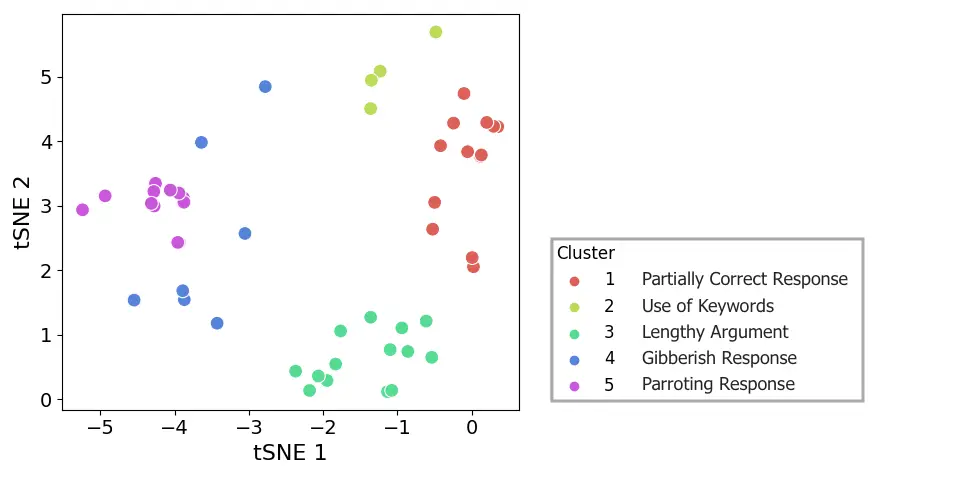 5
4
3
2
1
0
tSNE 2
−5 −4 −3 −2 −1 0
tSNE 1
Cluster
1 Partially Correct Response
2 Use of Keywords
3 Lengthy Argument
4 Gibberish Response
5 Parroting Response